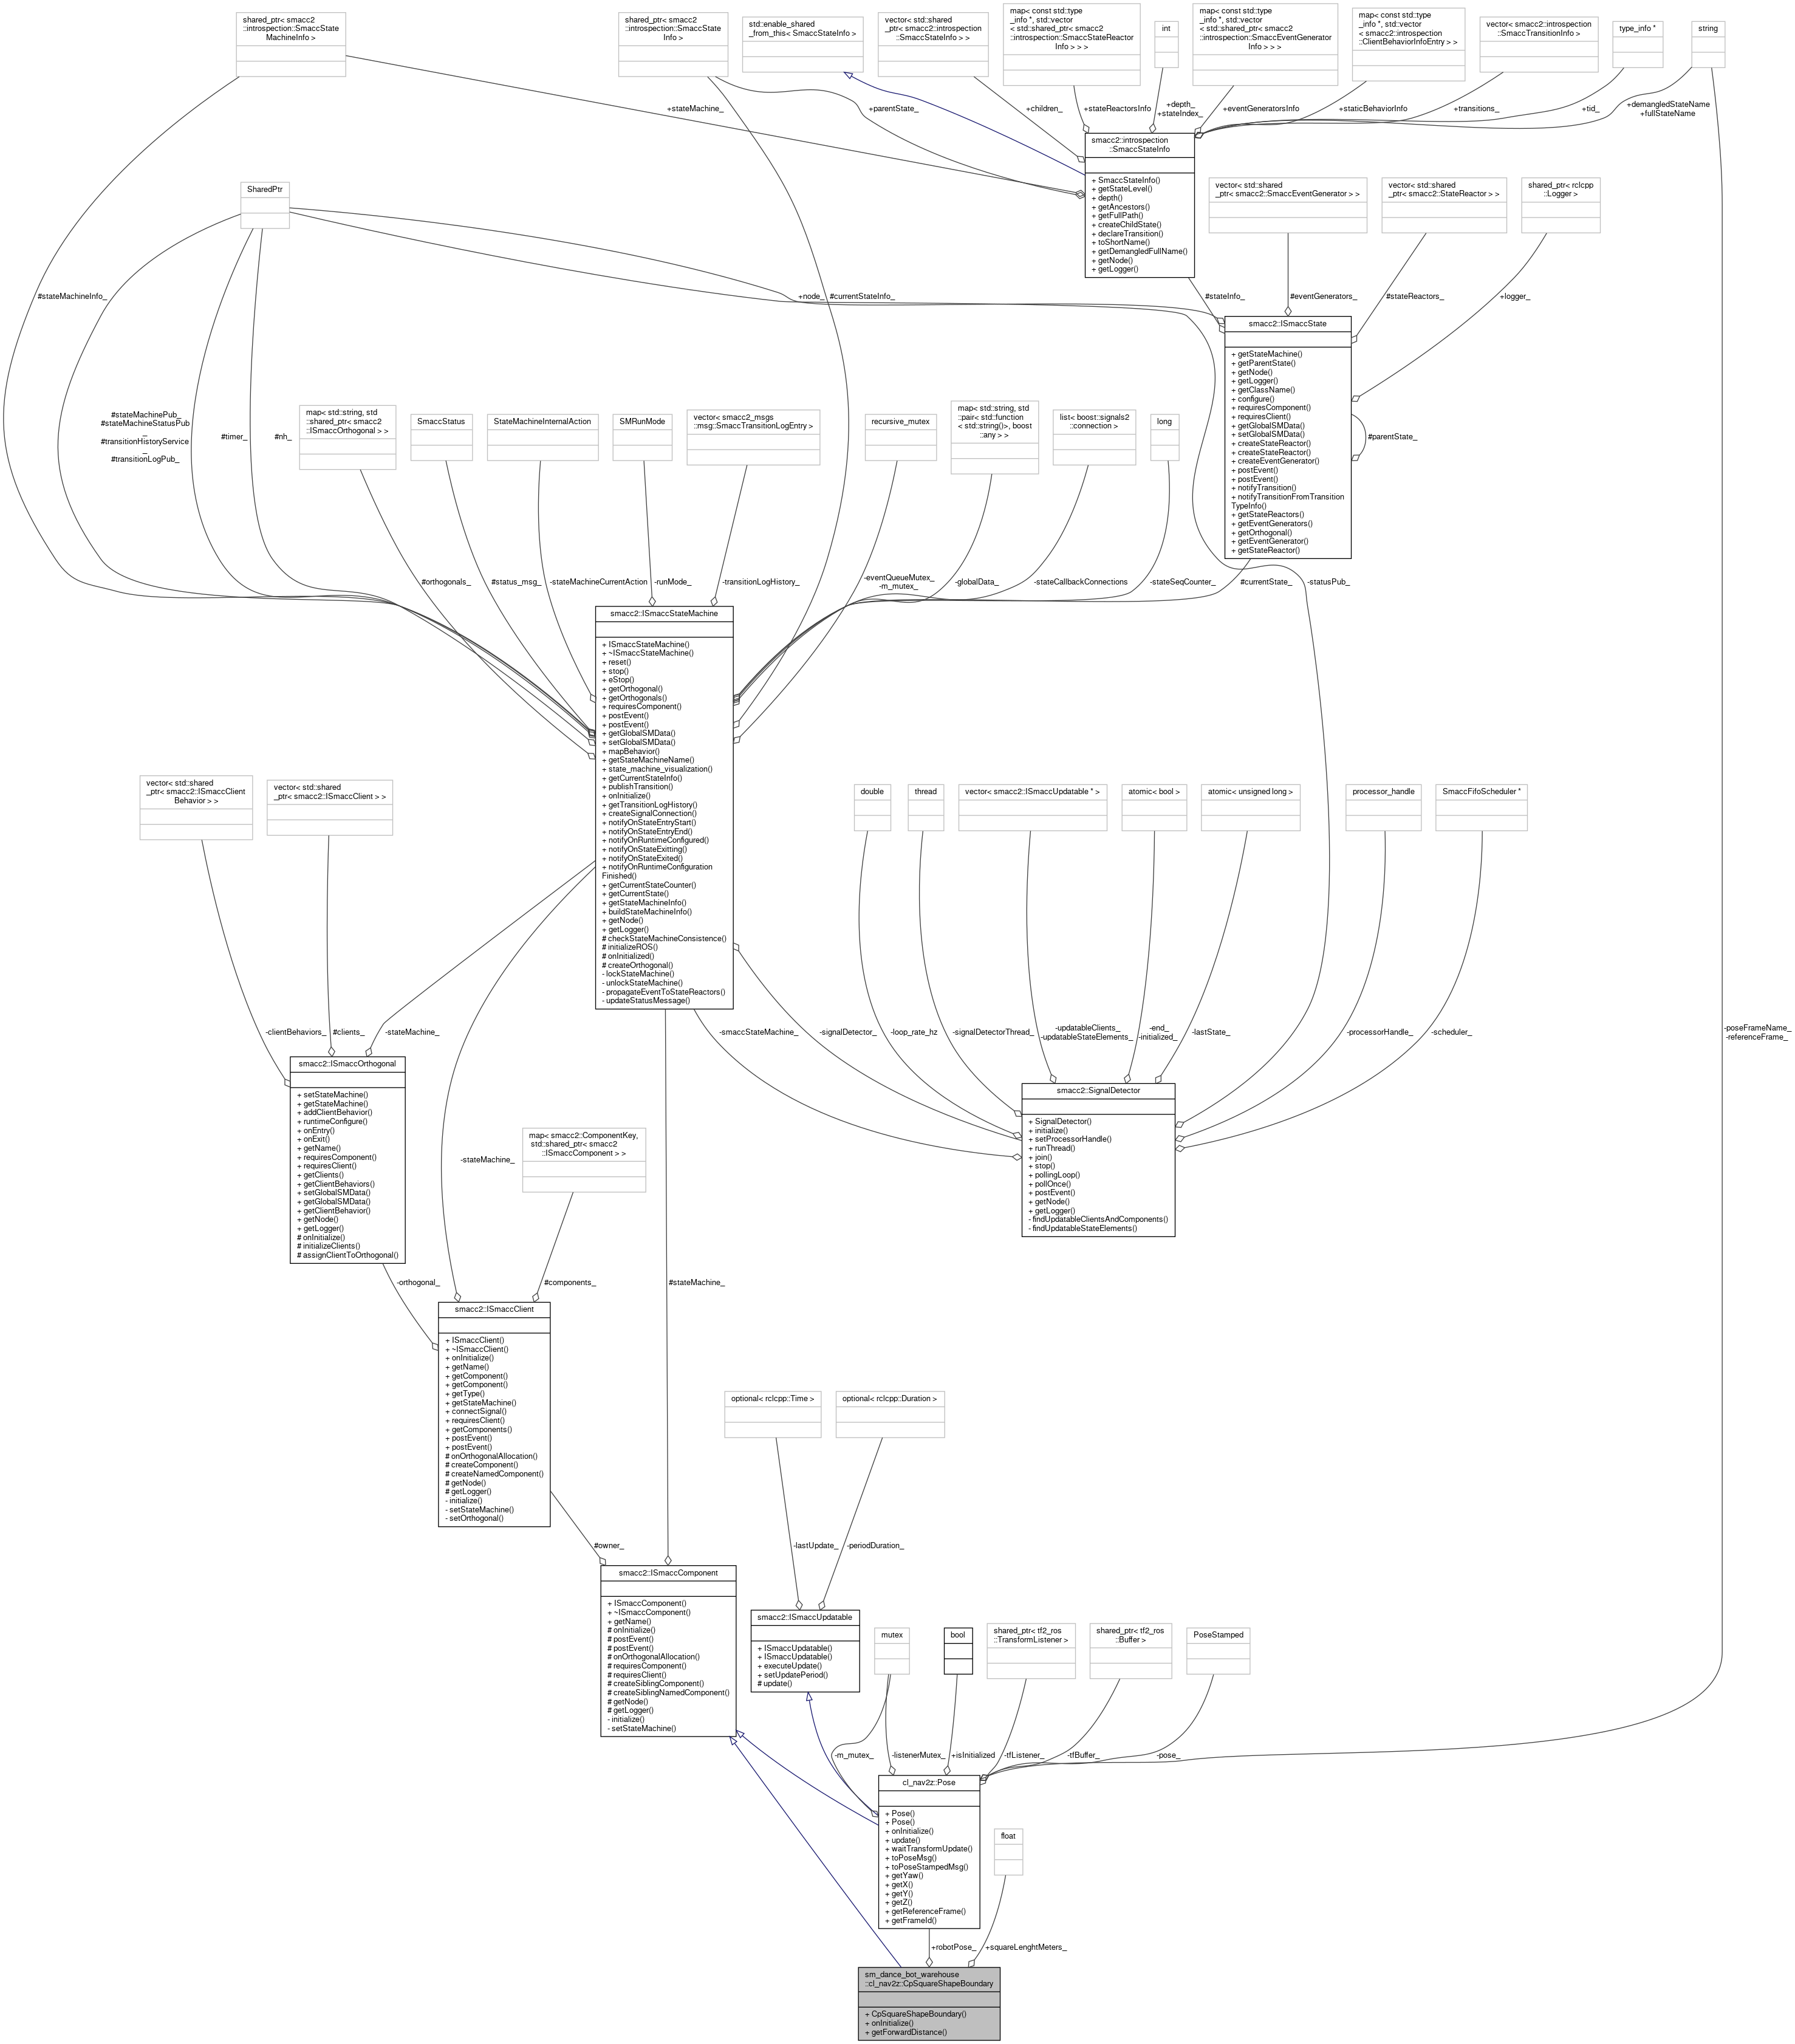 shared_ptr< smacc2
::introspection::SmaccState
MachineInfo >
shared_ptr< smacc2
::introspection::SmaccState
Info >
std::enable_shared
_from_this< SmaccStateInfo >
vector< std::shared
_ptr< smacc2::introspection
::SmaccStateInfo > >
map< const std::type
_info *, std::vector
< std::shared_ptr< smacc2
::introspection::SmaccStateReactor
Info > > >
int
map< const std::type
_info *, std::vector
< std::shared_ptr< smacc2
::introspection::SmaccEventGenerator
Info > > >
map< const std::type
_info *, std::vector
< smacc2::introspection
::ClientBehaviorInfoEntry > >
vector< smacc2::introspection
::SmaccTransitionInfo >
type_info *
string
+stateMachine_
+parentState_
+children_
+stateReactorsInfo
+depth_
+stateIndex_
+eventGeneratorsInfo
+staticBehaviorInfo
+transitions_
+tid_
+demangledStateName
+fullStateName
smacc2::introspection
::SmaccStateInfo
+ SmaccStateInfo()
+ getStateLevel()
+ depth()
+ getAncestors()
+ getFullPath()
+ createChildState()
+ declareTransition()
+ toShortName()
+ getDemangledFullName()
+ getNode()
+ getLogger()
SharedPtr
vector< std::shared
_ptr< smacc2::SmaccEventGenerator > >
vector< std::shared
_ptr< smacc2::StateReactor > >
shared_ptr< rclcpp
::Logger >
#stateMachineInfo_
+node_
#currentStateInfo_
#stateInfo_
#eventGenerators_
#stateReactors_
+logger_
smacc2::ISmaccState
+ getStateMachine()
+ getParentState()
+ getNode()
+ getLogger()
+ getClassName()
+ configure()
+ requiresComponent()
+ requiresClient()
+ getGlobalSMData()
+ setGlobalSMData()
+ createStateReactor()
+ createStateReactor()
+ createEventGenerator()
+ postEvent()
+ postEvent()
+ notifyTransition()
+ notifyTransitionFromTransition
TypeInfo()
+ getStateReactors()
+ getEventGenerators()
+ getOrthogonal()
+ getEventGenerator()
+ getStateReactor()
#parentState_
#stateMachinePub_
#stateMachineStatusPub
_
#transitionHistoryService
_
#transitionLogPub_
#timer_
#nh_
map< std::string, std
::shared_ptr< smacc2
::ISmaccOrthogonal > >
SmaccStatus
StateMachineInternalAction
SMRunMode
vector< smacc2_msgs
::msg::SmaccTransitionLogEntry >
recursive_mutex
map< std::string, std
::pair< std::function
< std::string()>, boost
::any > >
list< boost::signals2
::connection >
long
#orthogonals_
#status_msg_
-stateMachineCurrentAction
-runMode_
-transitionLogHistory_
-eventQueueMutex_
-m_mutex_
-globalData_
-stateCallbackConnections
-stateSeqCounter_
#currentState_
-statusPub_
smacc2::ISmaccStateMachine
+ ISmaccStateMachine()
+ ~ISmaccStateMachine()
+ reset()
+ stop()
+ eStop()
+ getOrthogonal()
+ getOrthogonals()
+ requiresComponent()
+ postEvent()
+ postEvent()
+ getGlobalSMData()
+ setGlobalSMData()
+ mapBehavior()
+ getStateMachineName()
+ state_machine_visualization()
+ getCurrentStateInfo()
+ publishTransition()
+ onInitialize()
+ getTransitionLogHistory()
+ createSignalConnection()
+ notifyOnStateEntryStart()
+ notifyOnStateEntryEnd()
+ notifyOnRuntimeConfigured()
+ notifyOnStateExitting()
+ notifyOnStateExited()
+ notifyOnRuntimeConfiguration
Finished()
+ getCurrentStateCounter()
+ getCurrentState()
+ getStateMachineInfo()
+ buildStateMachineInfo()
+ getNode()
+ getLogger()
# checkStateMachineConsistence()
# initializeROS()
# onInitialized()
# createOrthogonal()
- lockStateMachine()
- unlockStateMachine()
- propagateEventToStateReactors()
- updateStatusMessage()
vector< std::shared
_ptr< smacc2::ISmaccClient
Behavior > >
vector< std::shared
_ptr< smacc2::ISmaccClient > >
double
thread
vector< smacc2::ISmaccUpdatable * >
atomic< bool >
atomic< unsigned long >
processor_handle
SmaccFifoScheduler *
-clientBehaviors_
#clients_
-stateMachine_
-smaccStateMachine_
-signalDetector_
-loop_rate_hz
-signalDetectorThread_
-updatableClients_
-updatableStateElements_
-end_
-initialized_
-lastState_
-processorHandle_
-scheduler_
-poseFrameName_
-referenceFrame_
smacc2::ISmaccOrthogonal
+ setStateMachine()
+ getStateMachine()
+ addClientBehavior()
+ runtimeConfigure()
+ onEntry()
+ onExit()
+ getName()
+ requiresComponent()
+ requiresClient()
+ getClients()
+ getClientBehaviors()
+ setGlobalSMData()
+ getGlobalSMData()
+ getClientBehavior()
+ getNode()
+ getLogger()
# onInitialize()
# initializeClients()
# assignClientToOrthogonal()
smacc2::SignalDetector
+ SignalDetector()
+ initialize()
+ setProcessorHandle()
+ runThread()
+ join()
+ stop()
+ pollingLoop()
+ pollOnce()
+ postEvent()
+ getNode()
+ getLogger()
- findUpdatableClientsAndComponents()
- findUpdatableStateElements()
-stateMachine_
map< smacc2::ComponentKey,
std::shared_ptr< smacc2
::ISmaccComponent > >
-orthogonal_
#components_
#stateMachine_
smacc2::ISmaccClient
+ ISmaccClient()
+ ~ISmaccClient()
+ onInitialize()
+ getName()
+ getComponent()
+ getComponent()
+ getType()
+ getStateMachine()
+ connectSignal()
+ requiresClient()
+ getComponents()
+ postEvent()
+ postEvent()
# onOrthogonalAllocation()
# createComponent()
# createNamedComponent()
# getNode()
# getLogger()
- initialize()
- setStateMachine()
- setOrthogonal()
optional< rclcpp::Time >
optional< rclcpp::Duration >
#owner_
-lastUpdate_
-periodDuration_
smacc2::ISmaccComponent
+ ISmaccComponent()
+ ~ISmaccComponent()
+ getName()
# onInitialize()
# postEvent()
# postEvent()
# onOrthogonalAllocation()
# requiresComponent()
# requiresClient()
# createSiblingComponent()
# createSiblingNamedComponent()
# getNode()
# getLogger()
- initialize()
- setStateMachine()
smacc2::ISmaccUpdatable
+ ISmaccUpdatable()
+ ISmaccUpdatable()
+ executeUpdate()
+ setUpdatePeriod()
# update()
mutex
bool
shared_ptr< tf2_ros
::TransformListener >
shared_ptr< tf2_ros
::Buffer >
PoseStamped
-m_mutex_
-listenerMutex_
+isInitialized
-tfListener_
-tfBuffer_
-pose_
cl_nav2z::Pose
+ Pose()
+ Pose()
+ onInitialize()
+ update()
+ waitTransformUpdate()
+ toPoseMsg()
+ toPoseStampedMsg()
+ getYaw()
+ getX()
+ getY()
+ getZ()
+ getReferenceFrame()
+ getFrameId()
float
+robotPose_
+squareLenghtMeters_
sm_dance_bot_warehouse
::cl_nav2z::CpSquareShapeBoundary
+ CpSquareShapeBoundary()
+ onInitialize()
+ getForwardDistance()